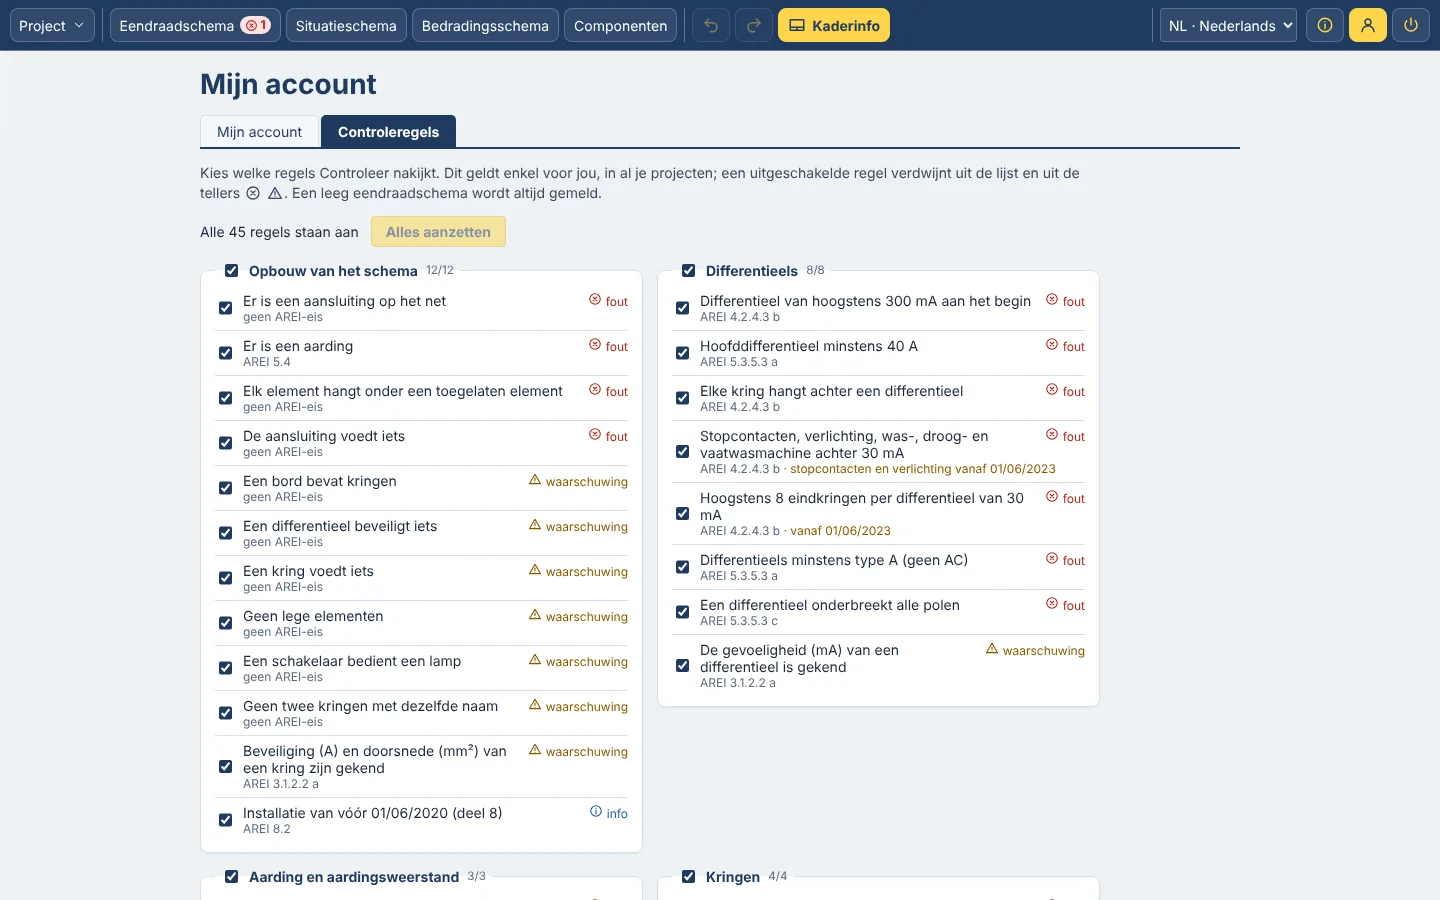 Project
Eendraadschema 1
Situatieschema
Bedradingsschema
Componenten
Kaderinfo
NL · Nederlands
Mijn account
Mijn account
Controleregels
Kies welke regels Controleer nakijkt. Dit geldt enkel voor jou, in al je projecten; een uitgeschakelde regel verdwijnt uit de lijst en uit de
tellers. Een leeg eendraadschema wordt altijd gemeld.
Alle 45 regels staan aan
Alles aanzetten
Opbouw van het schema 12/12
Er is een aansluiting op het net fout
geen AREI-eis
Er is een aarding fout
AREI 5.4
Elk element hangt onder een toegelaten element fout
geen AREI-eis
De aansluiting voedt iets fout
geen AREI-eis
Een bord bevat kringen waarschuwing
geen AREI-eis
Een differentieel beveiligt iets waarschuwing
geen AREI-eis
Een kring voedt iets waarschuwing
geen AREI-eis
Geen lege elementen waarschuwing
geen AREI-eis
Een schakelaar bedient een lamp waarschuwing
geen AREI-eis
Geen twee kringen met dezelfde naam waarschuwing
geen AREI-eis
Beveiliging (A) en doorsnede (mm²) van waarschuwing
een kring zijn gekend
AREI 3.1.2.2 a
Installatie van vóór 01/06/2020 (deel 8) info
AREI 8.2
Differentieels 8/8
Differentieel van hoogstens 300 mA aan het begin fout
AREI 4.2.4.3 b
Hoofddifferentieel minstens 40 A fout
AREI 5.3.5.3 a
Elke kring hangt achter een differentieel fout
AREI 4.2.4.3 b
Stopcontacten, verlichting, was-, droog- en fout
vaatwasmachine achter 30 mA
AREI 4.2.4.3 b · stopcontacten en verlichting vanaf 01/06/2023
Hoogstens 8 eindkringen per differentieel van 30 fout
mA
AREI 4.2.4.3 b · vanaf 01/06/2023
Differentieels minstens type A (geen AC) fout
AREI 5.3.5.3 a
Een differentieel onderbreekt alle polen fout
AREI 5.3.5.3 c
De gevoeligheid (mA) van een waarschuwing
differentieel is gekend
AREI 3.1.2.2 a
Aarding en aardingsweerstand 3/3
Kringen 4/4